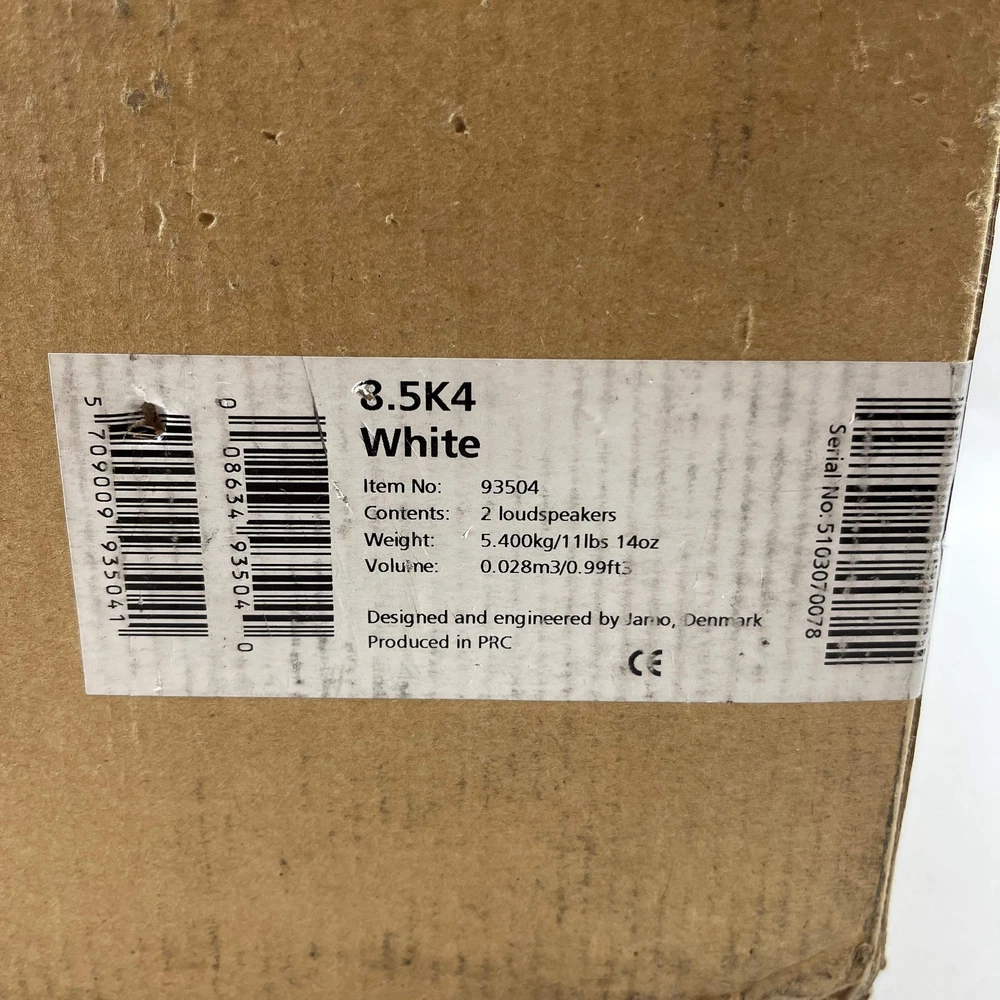 5 709009 935041
0 08634 93504 0
8.5K4
White
Item No: 93504
Contents: 2 loudspeakers
Weight: 5.400kg/11lbs 14oz
Volume: 0.028m3/0.99ft3
Designed and engineered by Jamo, Denmark
Produced in PRC
CE
Serial No.5103070078